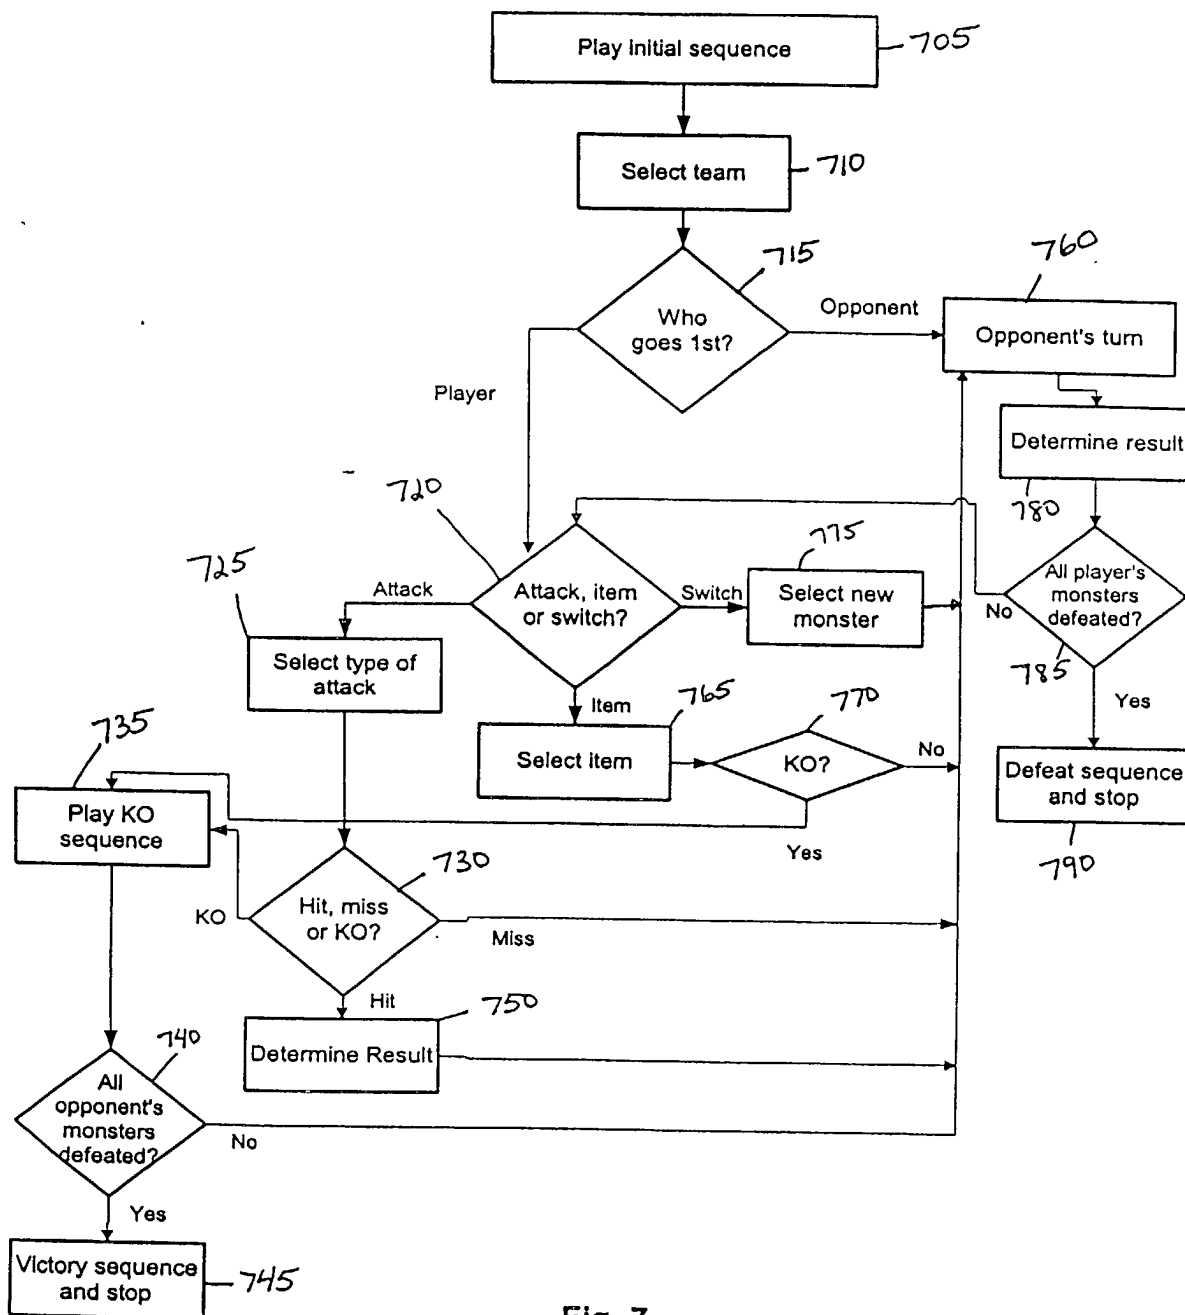 Play initial sequence
705
Select team
710
Who
goes 1st?
715
Opponent
Player
760
Opponent's turn
Determine result
780
720
Attack, item
or switch?
Attack
Switch
775
Select new
monster
All player's
monsters
defeated?
No
785
Yes
725
Select type of
attack
Item
765
Select item
770
KO?
No
Yes
Defeat sequence
and stop
790
735
Play KO
sequence
730
Hit, miss
or KO?
KO
Miss
Hit
750
Determine Result
740
All
opponent's
monsters
defeated?
No
Yes
Victory sequence
and stop
745